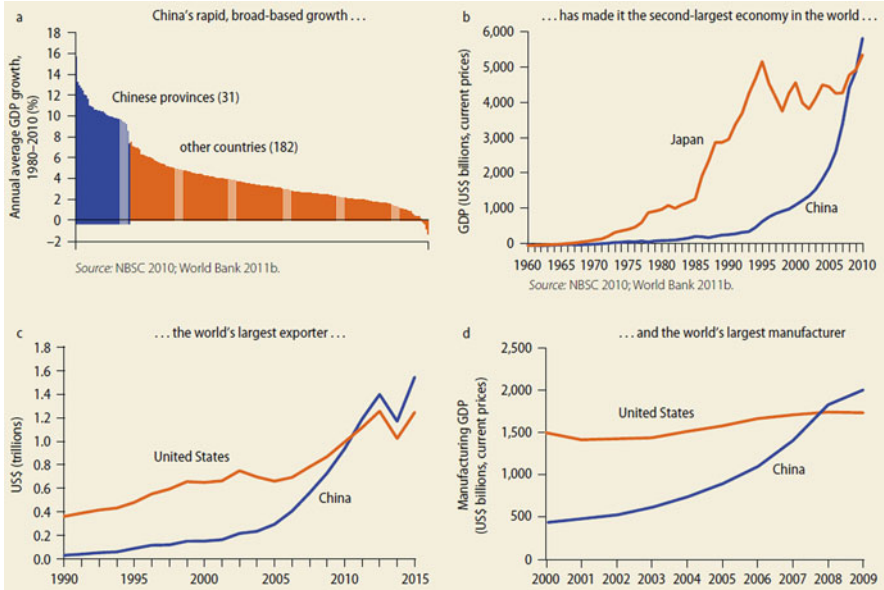 a
China's rapid, broad-based growth ...
Annual average GDP growth,
1980–2010 (%)
18
16
14
12
10
8
6
4
2
0
−2
Chinese provinces (31)
other countries (182)
Source: NBSC 2010; World Bank 2011b.
b
... has made it the second-largest economy in the world ...
GDP (US$ billions, current prices)
6,000
5,000
4,000
3,000
2,000
1,000
0
Japan
China
1960 1965 1970 1975 1980 1985 1990 1995 2000 2005 2010
Source: NBSC 2010; World Bank 2011b.
c
... the world's largest exporter ...
US$ (trillions)
1.8
1.6
1.4
1.2
1.0
0.8
0.6
0.4
0.2
0.0
United States
China
1990 1995 2000 2005 2010 2015
d
... and the world's largest manufacturer
Manufacturing GDP
(US$ billions, current prices)
2,500
2,000
1,500
1,000
500
0
United States
China
2000 2001 2002 2003 2004 2005 2006 2007 2008 2009